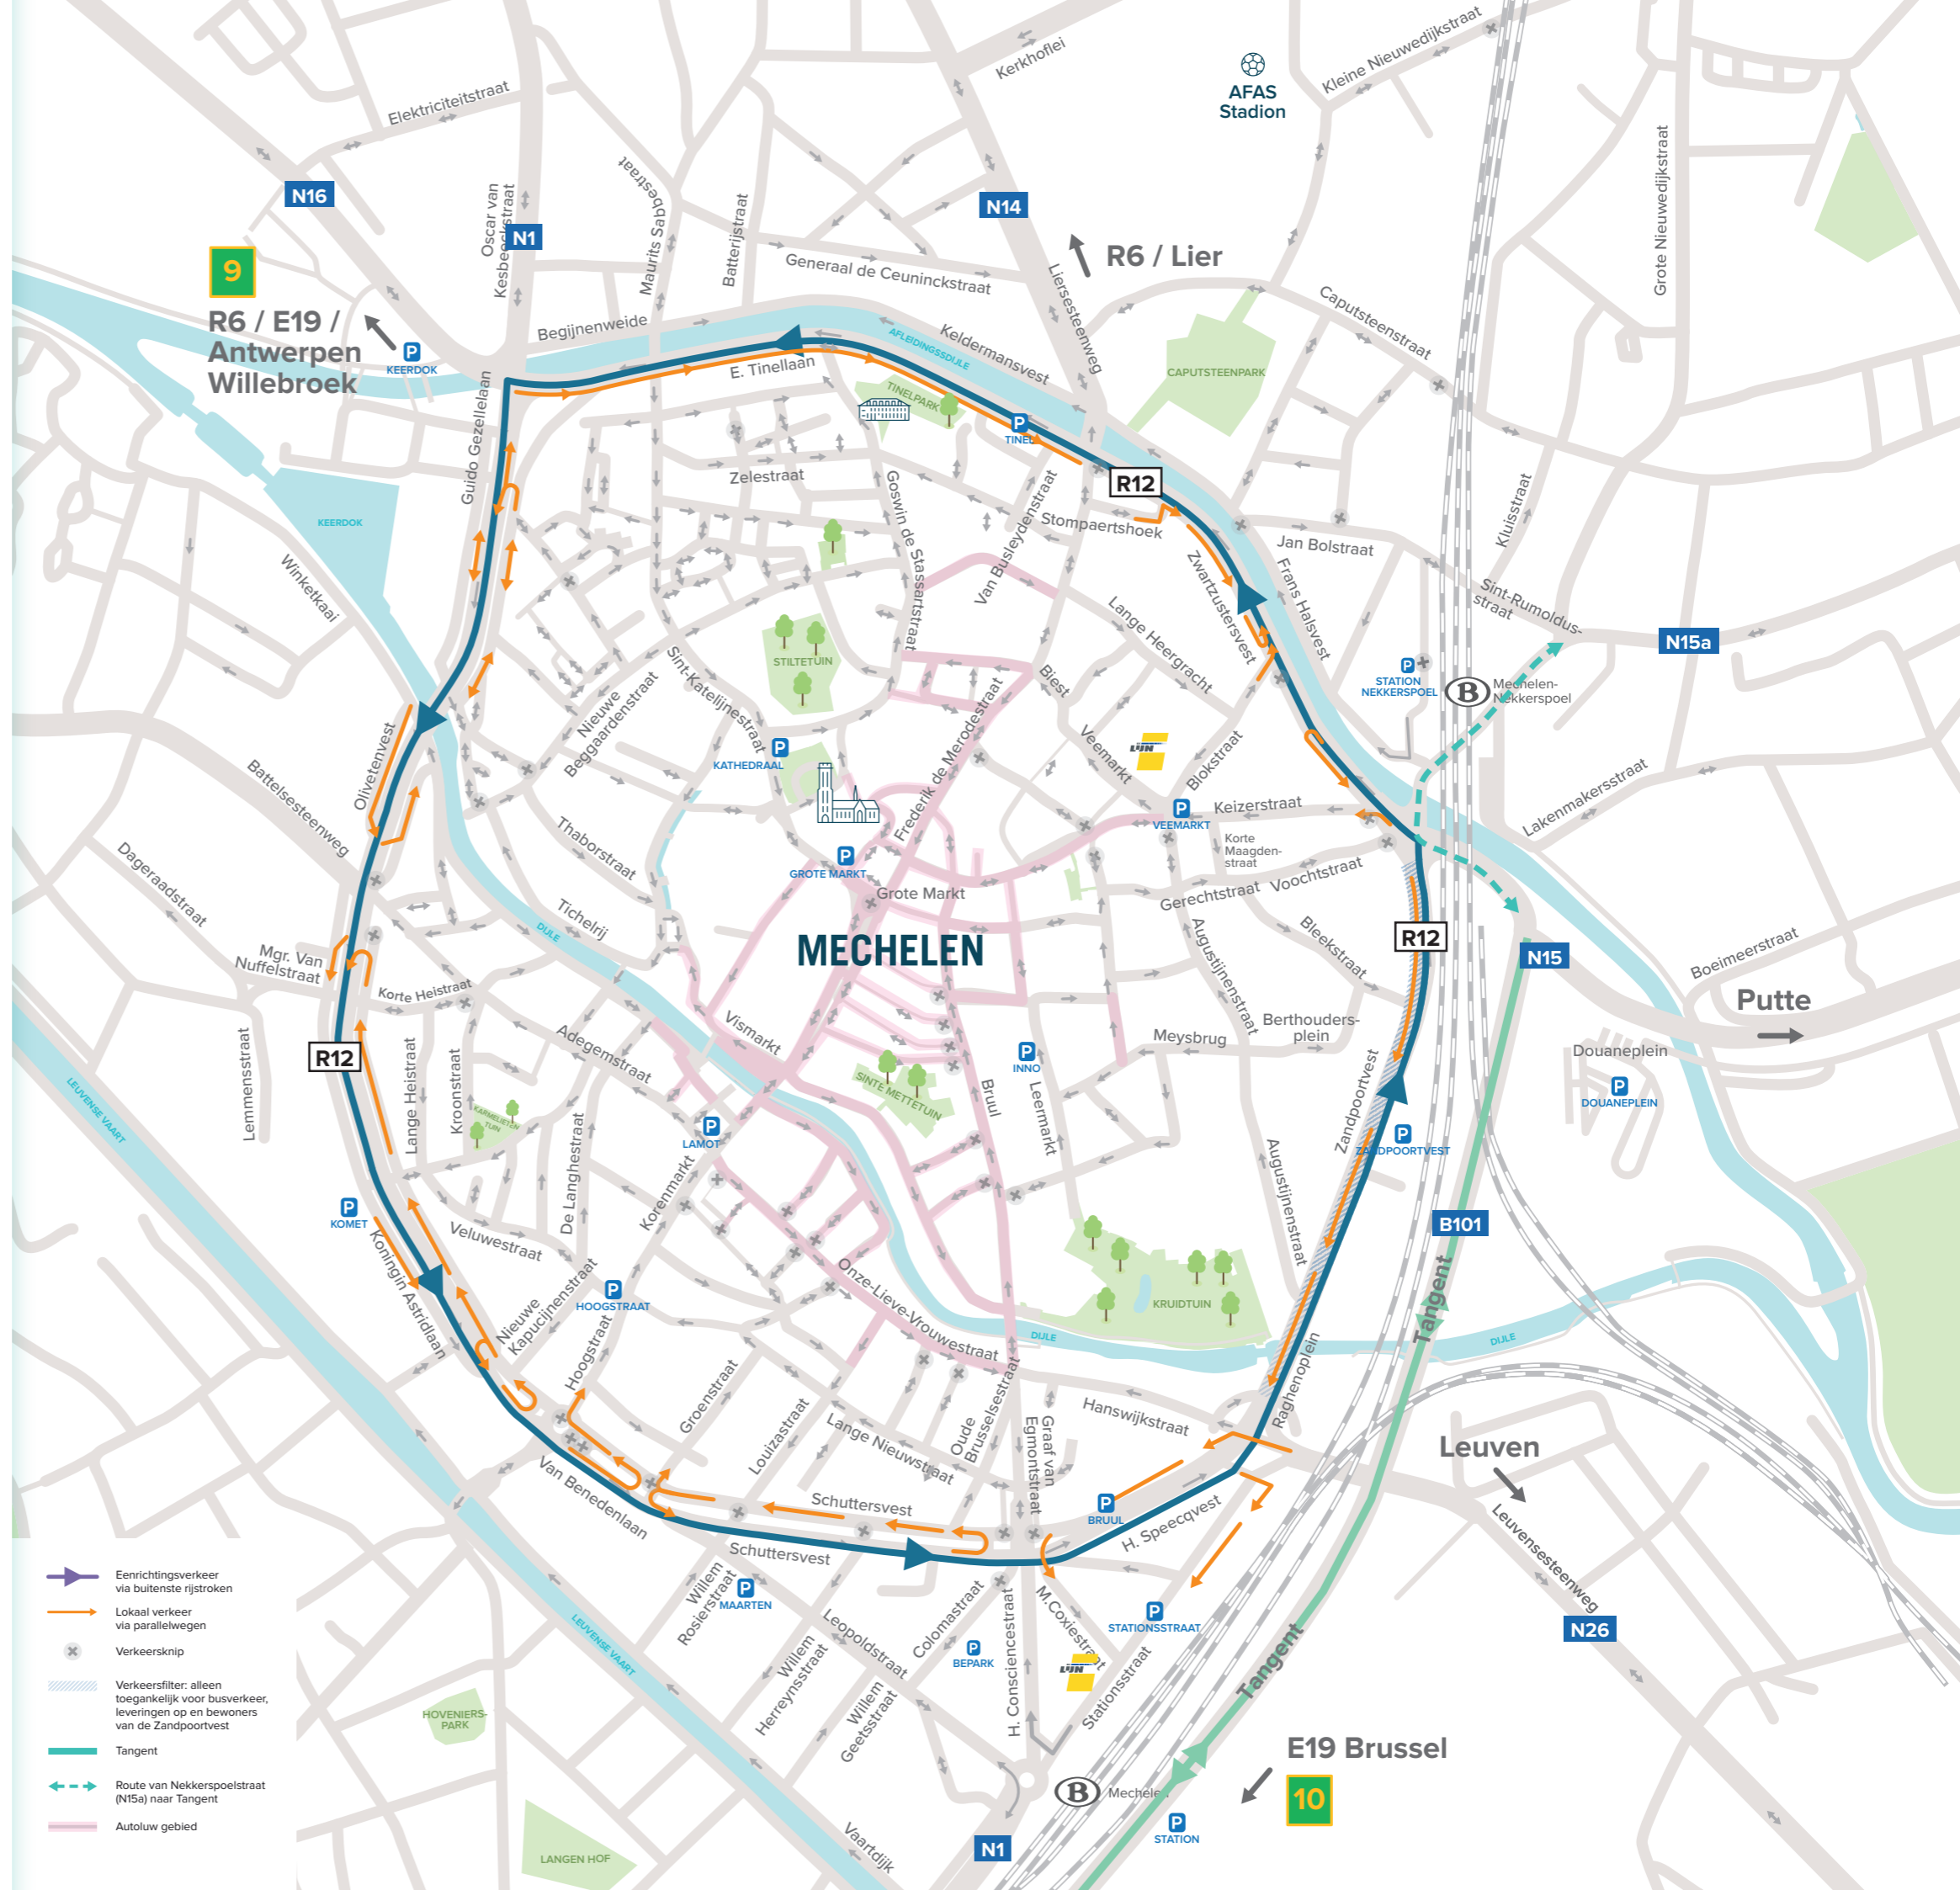 Kleine Nieuwedijkstraat
Kerkhoflei
AFAS
Stadion
Elektriciteitstraat
Grote Nieuwedijkstraat
N16
Oscar van
Kesbeeckstraat
N1
Maurits Sabbestraat
Batterijstraat
N14
R6 / Lier
Generaal de Ceuninckstraat
Liersesteenweg
9
R6 / E19 /
Antwerpen
Willebroek
P
KEERDOK
Begijnenweide
AFLEIDINGSDIJLE
Keldermansvest
Caputsteenstraat
CAPUTSTEENPARK
E. Tinellaan
TINELPARK
P
TINEL
Guido Gezellelaan
R12
Zelestraat
Goswin de Stassartstraat
Van Busleydenstraat
Stompaertshoek
Jan Bolstraat
Kluisstraat
KEERDOK
Winketkaai
Zwartzustersvest
Frans Halsvest
Sint-Rumoldus-
straat
N15a
Lange Heergracht
STILTETUIN
Sint-Katelijnestraat
Nieuwe
Beggaardenstraat
Biest
P
STATION
NEKKERSPOEL
B
Mechelen-
Nekkerspoel
Frederik de Merodestraat
P
KATHEDRAAL
Veemarkt
LIJN
Blokstraat
Olivetenvest
Battelsesteenweg
P
VEEMARKT
Keizerstraat
Lakenmakersstraat
Thaborstraat
P
GROTE MARKT
Grote Markt
Korte
Maagden-
straat
Gerechtstraat
Voochtstraat
Dageraadstraat
Tichelrij
DIJLE
MECHELEN
Augustijnenstraat
Bleekstraat
R12
N15
Boeimeerstraat
Putte
Mgr. Van
Nuffelstraat
Korte Heistraat
Vismarkt
Adegemstraat
Meysbrug
Berthouders-
plein
Douaneplein
P
DOUANEPLEIN
R12
Lemmensstraat
Lange Heistraat
Kroonstraat
KARMELIETEN
TUIN
SINTE METTETUIN
P
INNO
Bruul
Leermarkt
LEUVENSE VAART
P
LAMOT
Zandpoortvest
P
ZANDPOORTVEST
De Langhestraat
Korenmarkt
Augustijnenstraat
P
KOMET
Koningin Astridlaan
Veluwestraat
B101
Tangent
P
HOOGSTRAAT
Nieuwe
Kapucijnenstraat
Onze-Lieve-Vrouwestraat
KRUIDTUIN
DIJLE
DIJLE
Hoogstraat
Raghenoplein
Groenstraat
Louizastraat
Lange Nieuwstraat
Oude
Brusselsestraat
Graaf van
Egmontstraat
Hanswijkstraat
Leuven
Van Benedenlaan
Schuttersvest
P
BRUUL
H. Speecqvest
Leuvensesteenweg
Schuttersvest
Willem
Rosierstraat
P
MAARTEN
Leopoldstraat
Colomastraat
H. Consciencestraat
M.Coxiestraat
P
STATIONSSTRAAT
N26
LEUVENSE VAART
Willem
Herreynsstraat
Willem
Geetsstraat
P
BEPARK
LIJN
Stationsstraat
Tangent
HOVENIERS-
PARK
E19 Brussel
10
B
Mechelen
P
STATION
N1
Vaartdijk
LANGEN HOF
Eenrichtingsverkeer
via buitenste rijstroken
Lokaal verkeer
via parallelwegen
Verkeersknip
Verkeersfilter: alleen
toegankelijk voor busverkeer,
leveringen op en bewoners
van de Zandpoortvest
Tangent
Route van Nekkerspoelstraat
(N15a) naar Tangent
Autoluw gebied